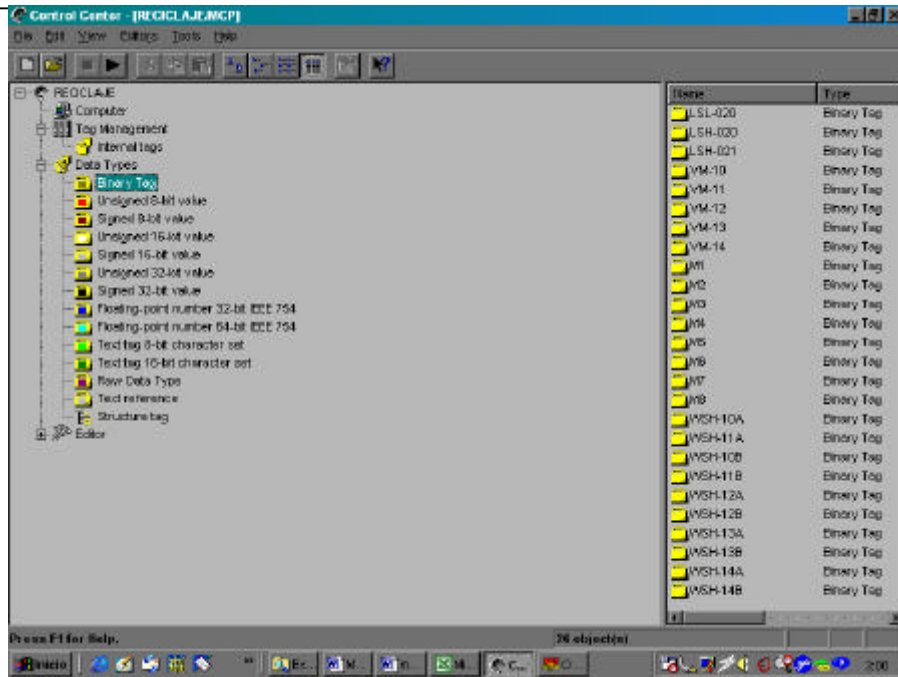 Control Center - [RECICLAJE.MCP]
File Edit View Editors Tools Help
RECICLAJE
Computer
Tag Management
Internal tags
Data Types
Binary Tag
Unsigned 8-bit value
Signed 8-bit value
Unsigned 16-bit value
Signed 16-bit value
Unsigned 32-bit value
Signed 32-bit value
Floating-point number 32-bit IEEE 754
Floating-point number 64-bit IEEE 754
Text tag 8-bit character set
Text tag 16-bit character set
Raw Data Type
Text reference
Structure tag
Editor
Name Type
LSL-020 Binary Tag
LSH-020 Binary Tag
LSH-021 Binary Tag
VM-10 Binary Tag
VM-11 Binary Tag
VM-12 Binary Tag
VM-13 Binary Tag
VM-14 Binary Tag
M1 Binary Tag
M2 Binary Tag
M3 Binary Tag
M4 Binary Tag
M5 Binary Tag
M6 Binary Tag
M7 Binary Tag
M8 Binary Tag
WSH-10A Binary Tag
WSH-11A Binary Tag
WSH-10B Binary Tag
WSH-11B Binary Tag
WSH-12A Binary Tag
WSH-12B Binary Tag
WSH-13A Binary Tag
WSH-13B Binary Tag
WSH-14A Binary Tag
WSH-14B Binary Tag
Press F1 for Help. 26 object(s)
Inicio C... 2:00